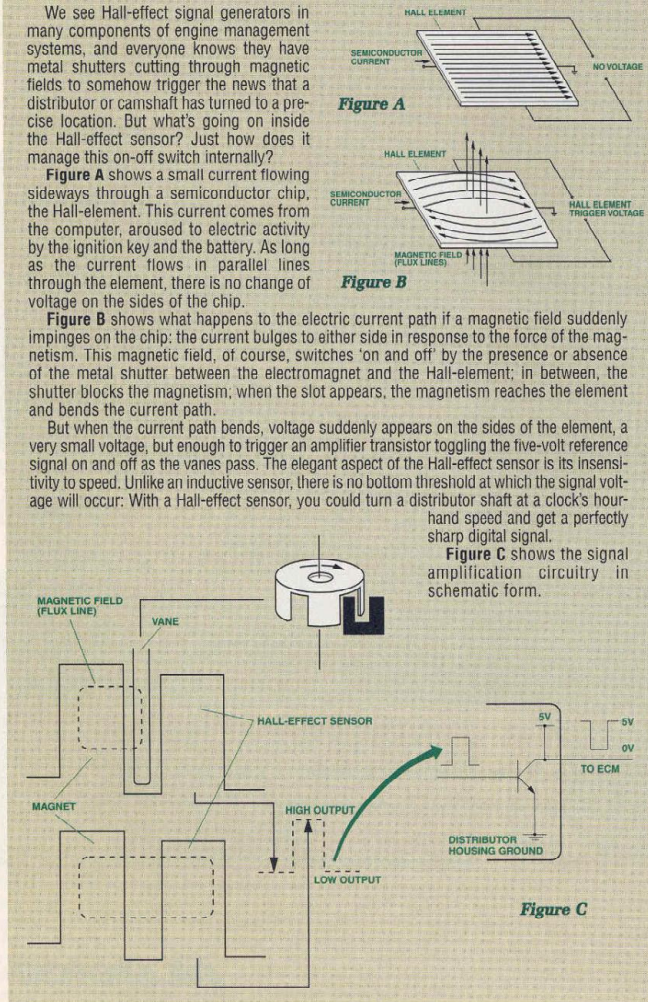 We see Hall-effect signal generators in
many components of engine management
systems, and everyone knows they have
metal shutters cutting through magnetic
fields to somehow trigger the news that a
distributor or camshaft has turned to a pre-
cise location. But what's going on inside
the Hall-effect sensor? Just how does it
manage this on-off switch internally?
Figure A shows a small current flowing
sideways through a semiconductor chip,
the Hall-element. This current comes from
the computer, aroused to electric activity
by the ignition key and the battery. As long
as the current flows in parallel lines
through the element, there is no change of
voltage on the sides of the chip.
HALL ELEMENT
SEMICONDUCTOR
CURRENT
NO VOLTAGE
Figure A
HALL ELEMENT
SEMICONDUCTOR
CURRENT
HALL ELEMENT
TRIGGER VOLTAGE
MAGNETIC FIELD
(FLUX LINES)
Figure B
Figure B shows what happens to the electric current path if a magnetic field suddenly
impinges on the chip: the current bulges to either side in response to the force of the mag-
netism. This magnetic field, of course, switches 'on and off' by the presence or absence
of the metal shutter between the electromagnet and the Hall-element; in between, the
shutter blocks the magnetism; when the slot appears, the magnetism reaches the element
and bends the current path.
But when the current path bends, voltage suddenly appears on the sides of the element, a
very small voltage, but enough to trigger an amplifier transistor toggling the five-volt reference
signal on and off as the vanes pass. The elegant aspect of the Hall-effect sensor is its insensi-
tivity to speed. Unlike an inductive sensor, there is no bottom threshold at which the signal volt-
age will occur: With a Hall-effect sensor, you could turn a distributor shaft at a clock's hour-
hand speed and get a perfectly
sharp digital signal.
Figure C shows the signal
amplification circuitry in
schematic form.
MAGNETIC FIELD
(FLUX LINE)
VANE
HALL-EFFECT SENSOR
MAGNET
HIGH OUTPUT
LOW OUTPUT
5V
5V
0V
TO ECM
DISTRIBUTOR
HOUSING GROUND
Figure C